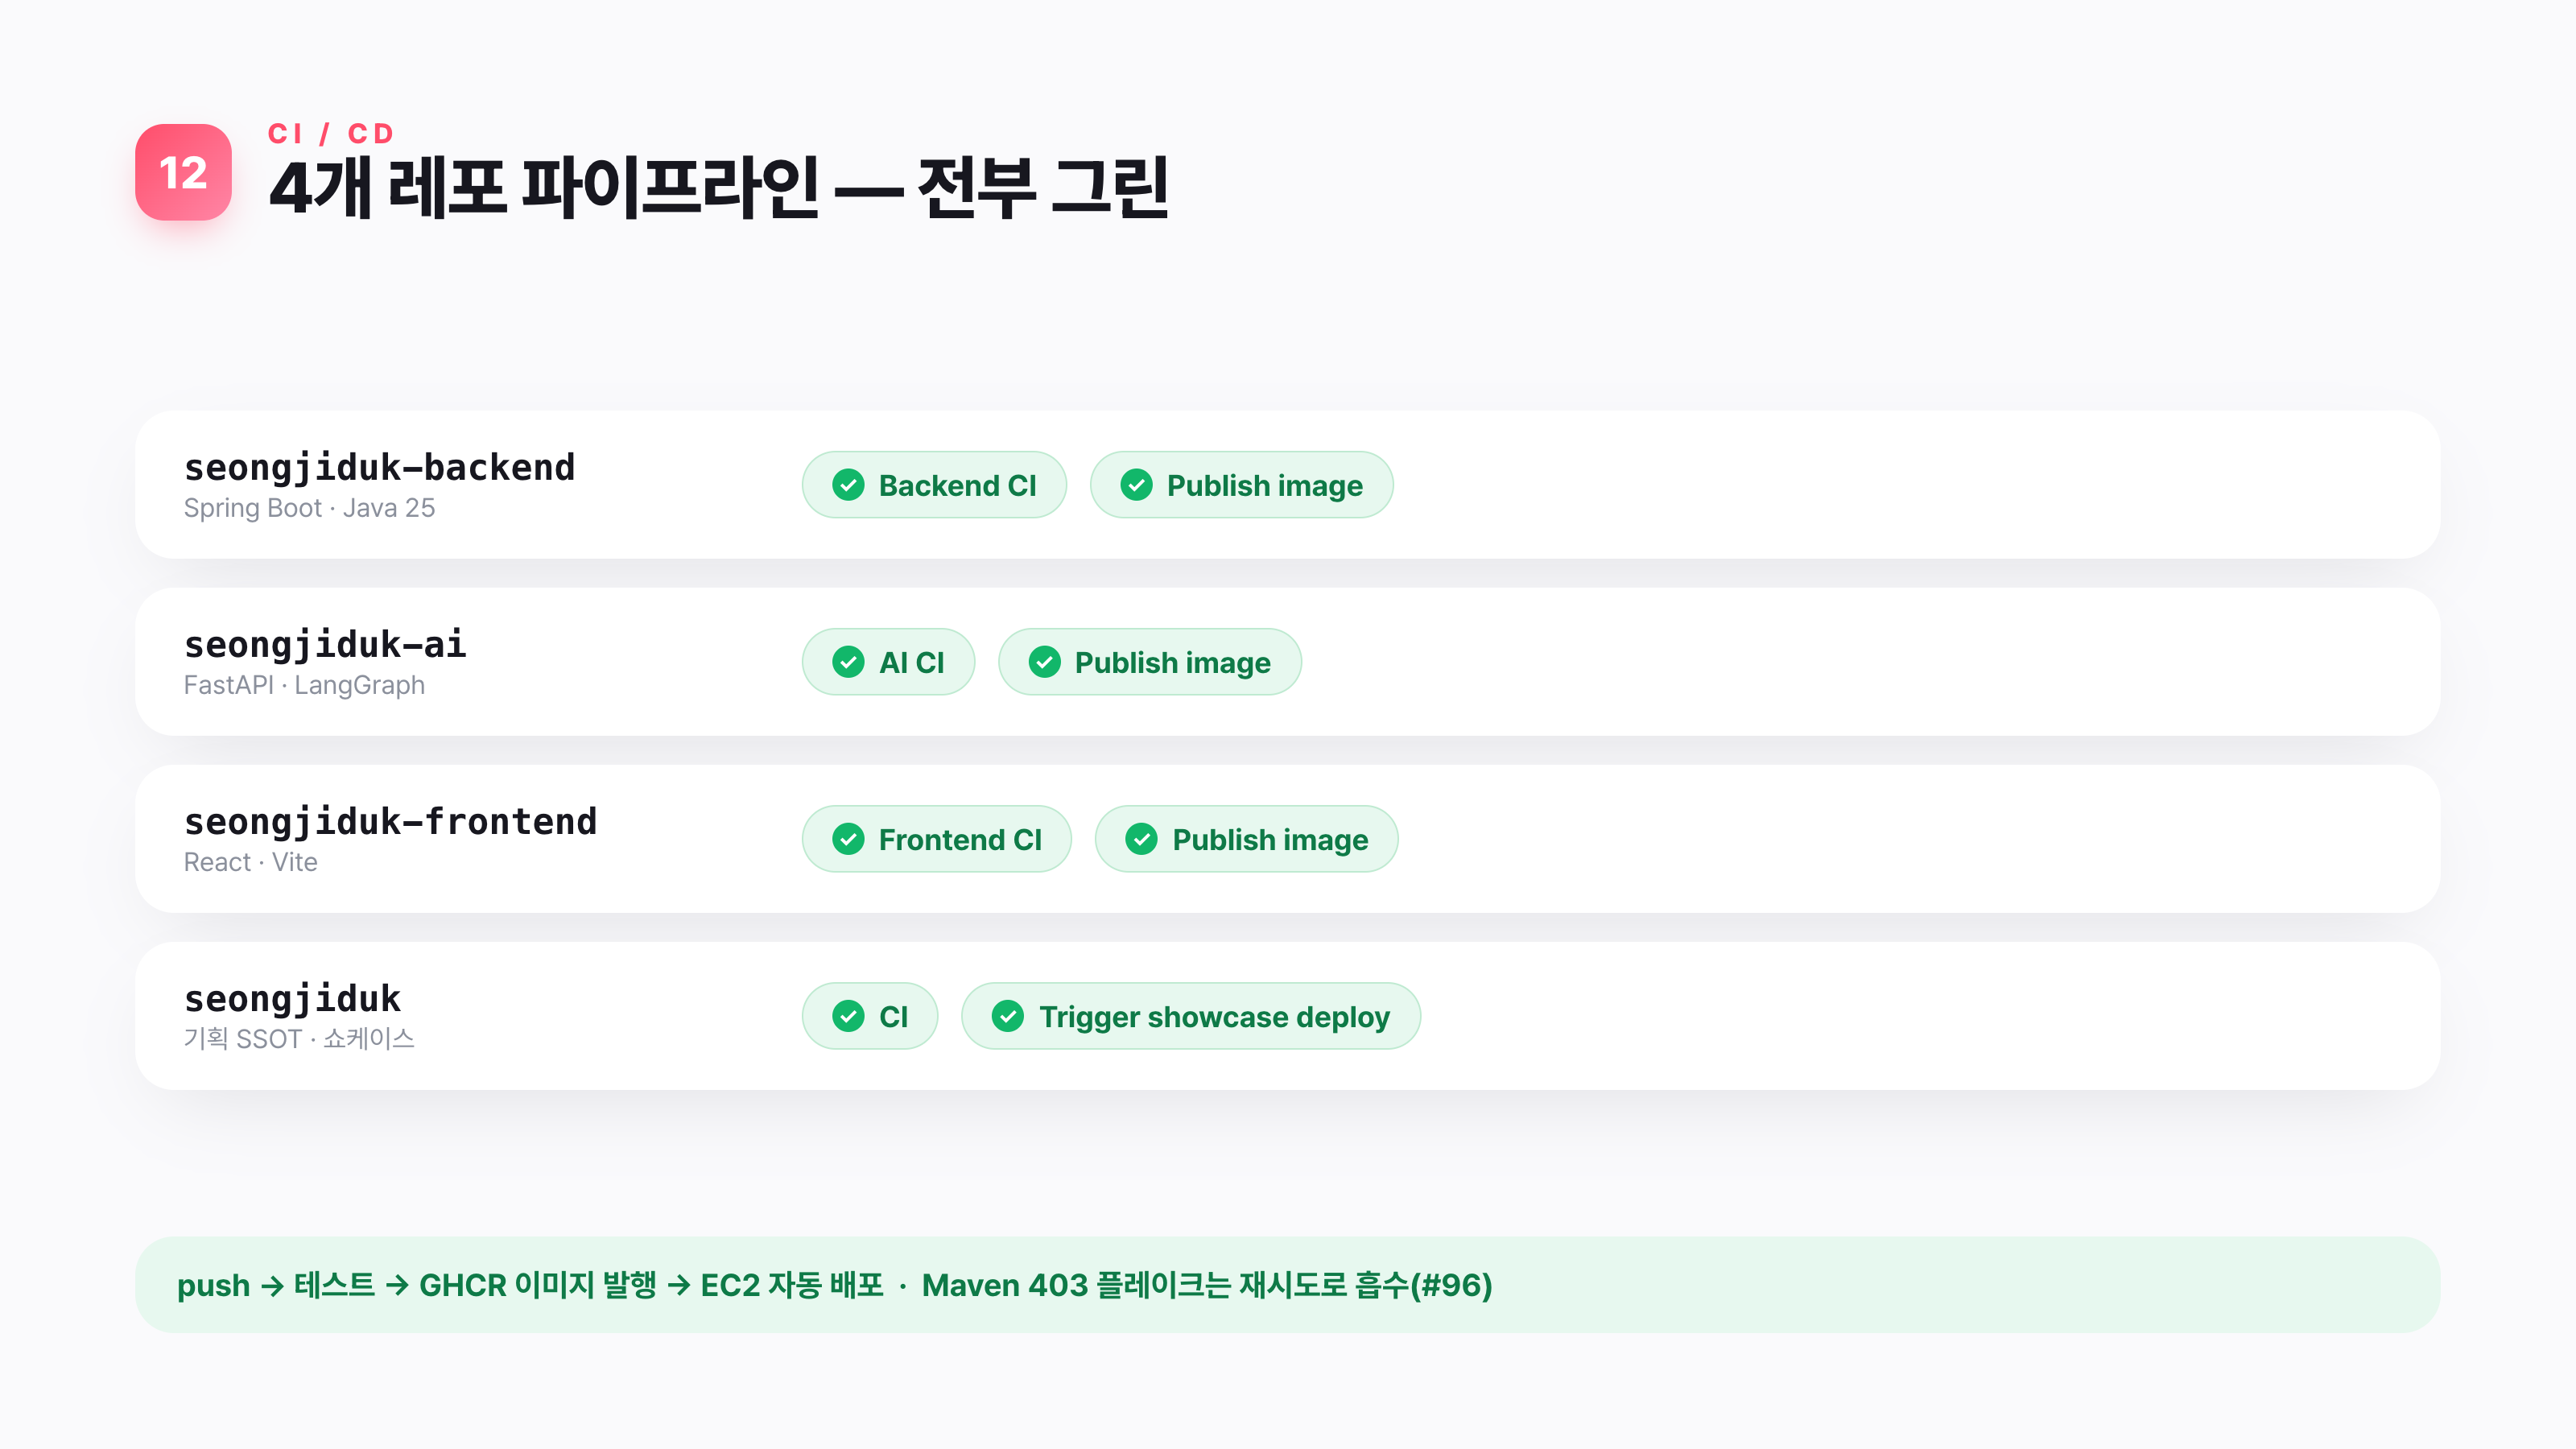 12
CI / CD
4개 레포 파이프라인 — 전부 그린
seongjiduk-backend
Spring Boot · Java 25
Backend CI
Publish image
seongjiduk-ai
FastAPI · LangGraph
AI CI
Publish image
seongjiduk-frontend
React · Vite
Frontend CI
Publish image
seongjiduk
기획 SSOT · 쇼케이스
CI
Trigger showcase deploy
push → 테스트 → GHCR 이미지 발행 → EC2 자동 배포 · Maven 403 플레이크는 재시도로 흡수(#96)